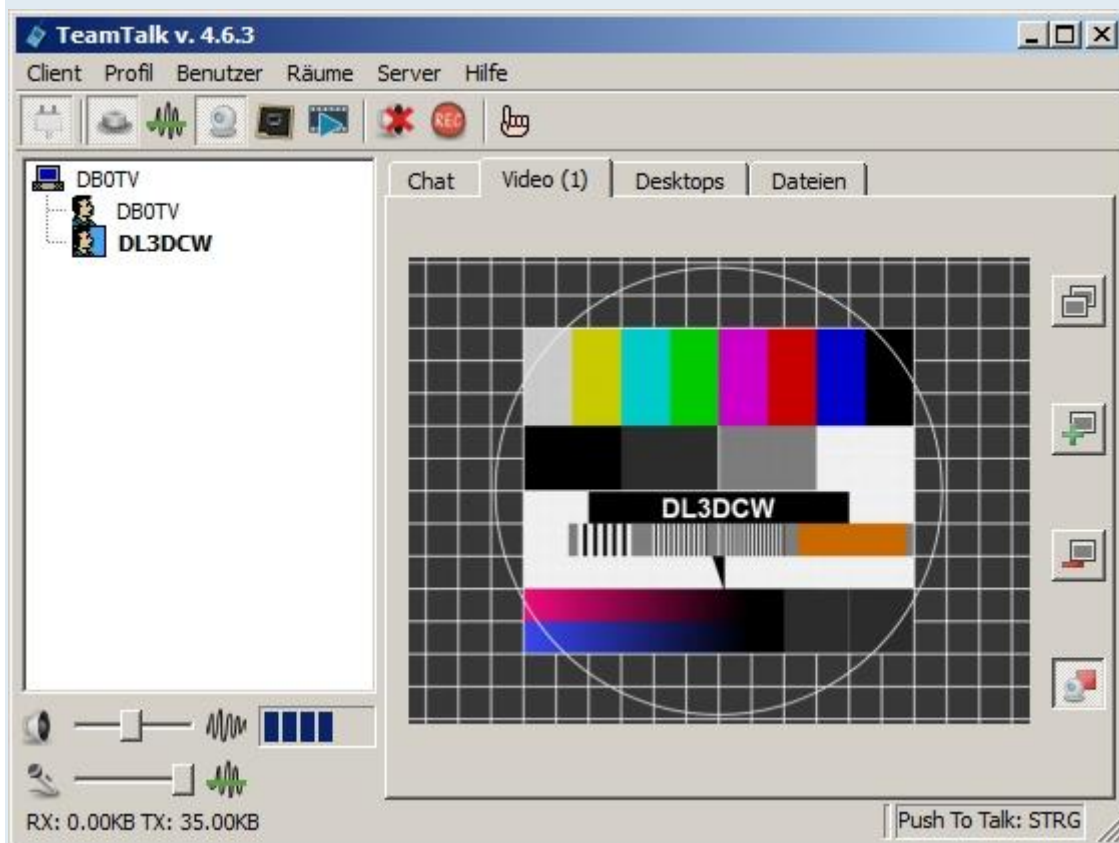 TeamTalk v. 4.6.3
Client Profil Benutzer Räume Server Hilfe
REC
DB0TV
DB0TV
DL3DCW
Chat Video (1) Desktops Dateien
DL3DCW
RX: 0.00KB TX: 35.00KB
Push To Talk: STRG